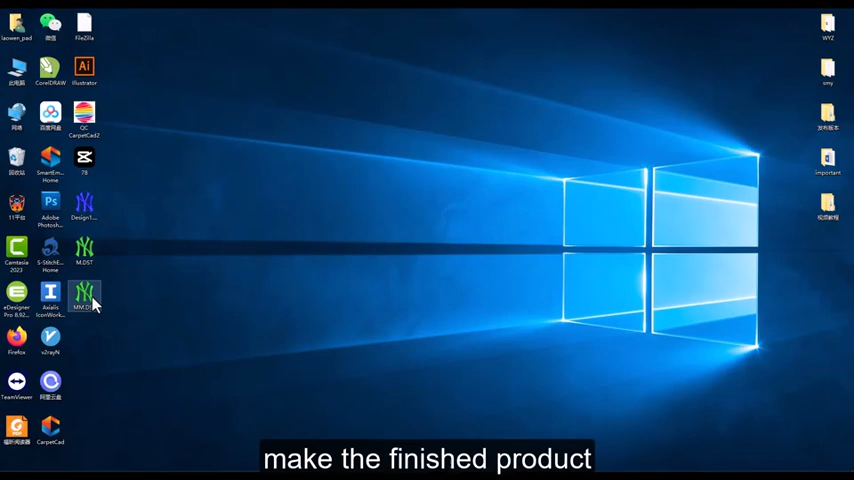 laowen_pad
微信
FileZilla
此电脑
CorelDRAW
Illustrator
网络
百度网盘
QC
CarpetCad2
回收站
SmartEm...
Home
78
11平台
Adobe
Photosh...
Design1....
Camtasia
2023
S-StitchE...
Home
M.DST
eDesigner
Pro 8.92...
Axialis
IconWork...
MM.DST
Firefox
v2rayN
TeamViewer
阿里云盘
福昕阅读器
CarpetCad
WYZ
smy
发布版本
important
视频教程
make the finished product